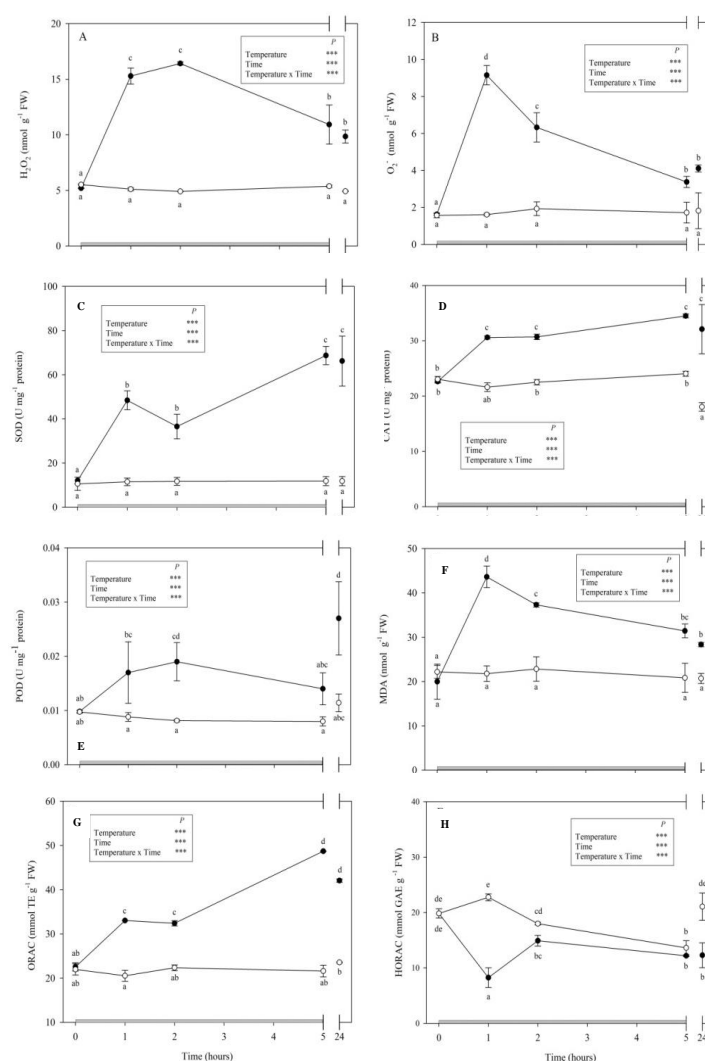 A
H₂O₂ (nmol g⁻¹ FW)
20
15
10
5
0
P
Temperature ***
Time ***
Temperature x Time ***
c
c
b
b
a
a
a
a
a
a
B
O₂⁻ (nmol g⁻¹ FW)
10
8
6
4
2
0
P
Temperature ***
Time ***
Temperature x Time ***
d
c
b
b
a
a
a
a
a
a
C
SOD (U mg⁻¹ protein)
100
80
60
40
20
0
P
Temperature ***
Time ***
Temperature x Time ***
c
c
b
b
a
a
a
a
a
a
D
CAT (U mg⁻¹ protein)
40
30
20
10
0
P
Temperature ***
Time ***
Temperature x Time ***
c
c
c
c
b
b
ab
b
b
a
E
POD (U mg⁻¹ protein)
0.04
0.03
0.02
0.01
0.00
P
Temperature ***
Time ***
Temperature x Time ***
d
bc
cd
abc
ab
ab
a
a
a
abc
F
MDA (nmol g⁻¹ FW)
60
50
40
30
20
10
0
P
Temperature ***
Time ***
Temperature x Time ***
d
c
bc
b
a
a
a
a
a
a
G
ORAC (mmol TE g⁻¹ FW)
60
50
40
30
20
10
P
Temperature ***
Time ***
Temperature x Time ***
d
d
c
c
ab
ab
a
ab
ab
b
0 1 2 4 5 24
Time (hours)
H
HORAC (mmol GAE g⁻¹ FW)
40
30
20
10
0
P
Temperature ***
Time ***
Temperature x Time ***
de
e
cd
b
de
de
a
bc
b
b
0 1 2 4 5 24
Time (hours)